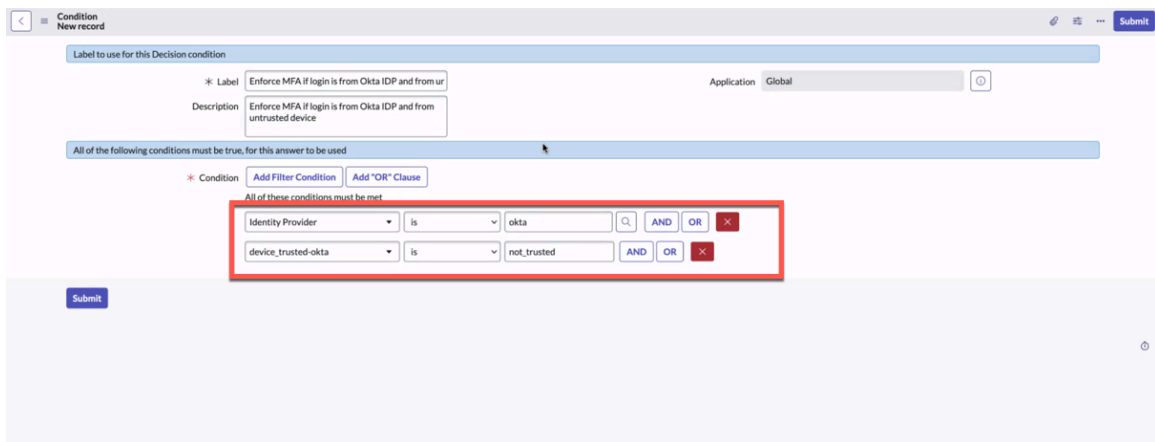 Condition
New record
Submit
Label to use for this Decision condition
* Label Enforce MFA if login is from Okta IDP and from ur
Application Global
Description Enforce MFA if login is from Okta IDP and from
untrusted device
All of the following conditions must be true, for this answer to be used
* Condition Add Filter Condition Add "OR" Clause
All of these conditions must be met
Identity Provider is okta AND OR
device_trusted-okta is not_trusted AND OR
Submit